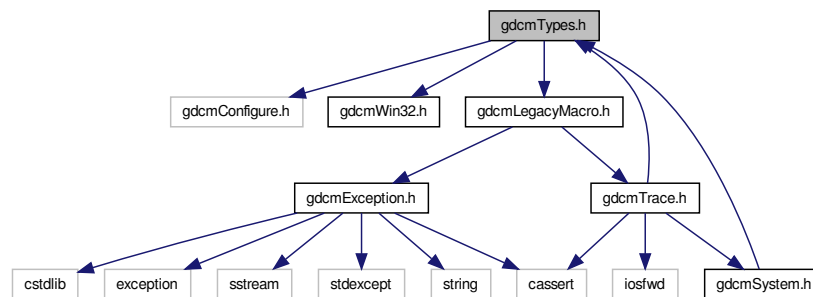 gdcmTypes.h
gdcmConfigure.h
gdcmWin32.h
gdcmLegacyMacro.h
gdcmException.h
gdcmTrace.h
cstdlib
exception
sstream
stdexcept
string
cassert
iosfwd
gdcmSystem.h